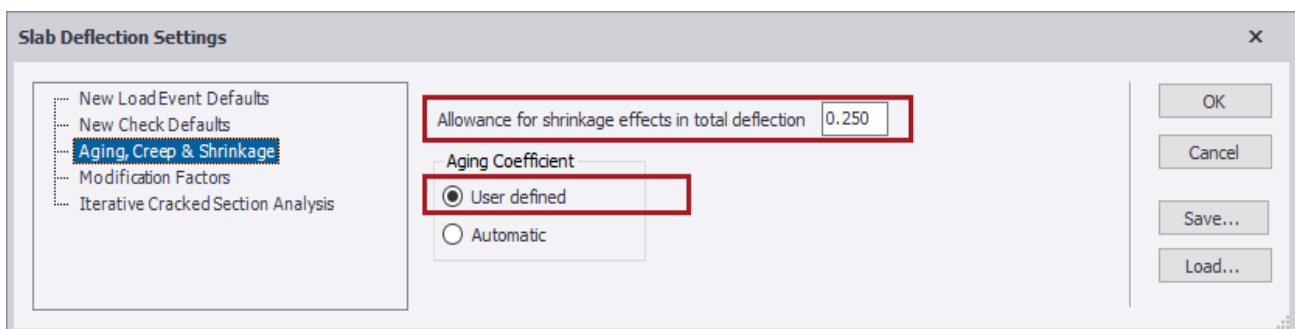 Slab Deflection Settings
New Load Event Defaults
New Check Defaults
Aging, Creep & Shrinkage
Modification Factors
Iterative Cracked Section Analysis
Allowance for shrinkage effects in total deflection 0.250
Aging Coefficient
User defined
Automatic
OK
Cancel
Save...
Load...